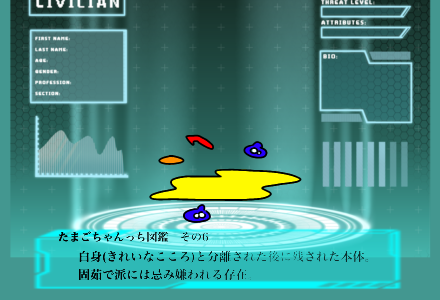 CIVILIAN
FIRST NAME:
LAST NAME:
AGE:
GENDER:
PROFESSION:
SECTION:
THREAT LEVEL:
ATTRIBUTES:
BIO:
たまごちゃんっち図鑑　その6
白身(きれいなこころ)と分離された後に残された本体。
固茹で派には忌み嫌われる存在